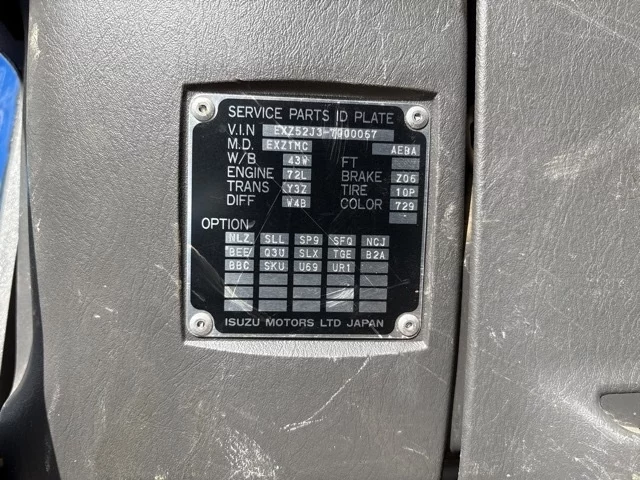 SERVICE PARTS ID PLATE
V.I.N EXZ52J3-7000067
M.D. EXZ1MC AEBA
W/B 43W FT
ENGINE 72L BRAKE Z06
TRANS Y3Z TIRE 10P
DIFF W4B COLOR 729
OPTION
NLZ SLL SP9 SFQ NCJ
BEE Q3U SLX TGE B2A
BBC SKU U69 UR1
ISUZU MOTORS LTD JAPAN